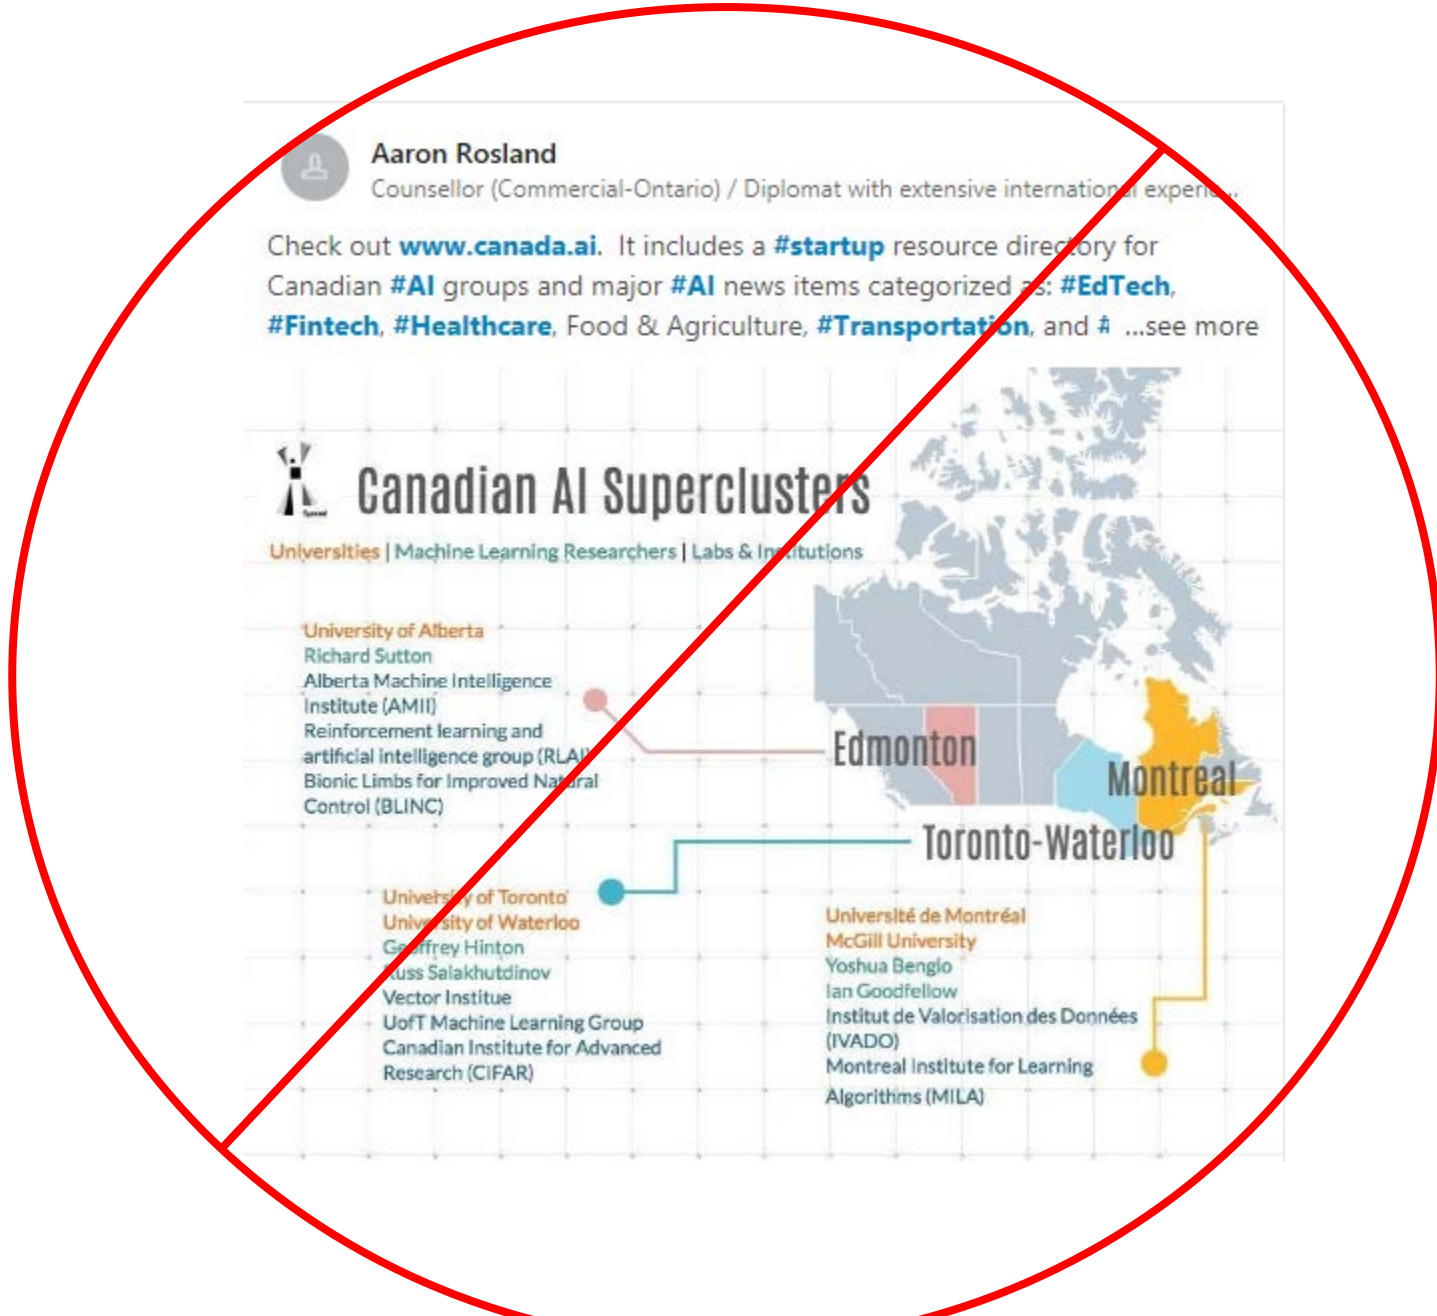 Aaron Rosland
Counsellor (Commercial-Ontario) / Diplomat with extensive international experie...
Check out www.canada.ai. It includes a #startup resource directory for
Canadian #AI groups and major #AI news items categorized as: #EdTech,
#Fintech, #Healthcare, Food & Agriculture, #Transportation, and # ...see more
Canadian AI Superclusters
Synced
Universities | Machine Learning Researchers | Labs & Institutions
University of Alberta
Richard Sutton
Alberta Machine Intelligence
Institute (AMII)
Reinforcement learning and
artificial intelligence group (RLAI)
Bionic Limbs for Improved Natural
Control (BLINC)
Edmonton
Montreal
Toronto-Waterloo
University of Toronto
University of Waterloo
Geoffrey Hinton
Russ Salakhutdinov
Vector Institue
UofT Machine Learning Group
Canadian Institute for Advanced
Research (CIFAR)
Université de Montréal
McGill University
Yoshua Bengio
Ian Goodfellow
Institut de Valorisation des Données
(IVADO)
Montreal Institute for Learning
Algorithms (MILA)